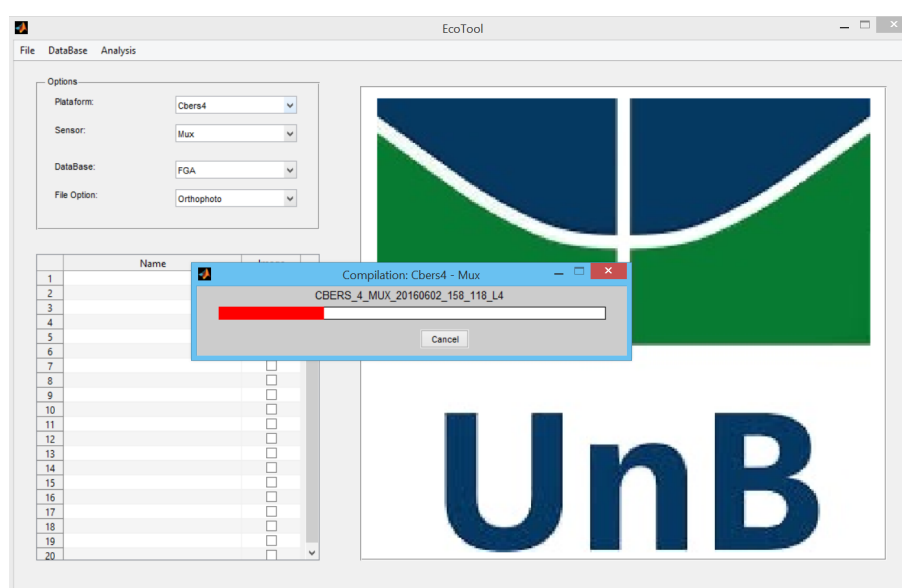 EcoTool
File DataBase Analysis
Options
Plataform:
Cbers4
Sensor:
Mux
DataBase:
FGA
File Option:
Orthophoto
Name
1
2
3
4
5
6
7
8
9
10
11
12
13
14
15
16
17
18
19
20
Compilation: Cbers4 - Mux
CBERS_4_MUX_20160602_158_118_L4
Cancel
UnB